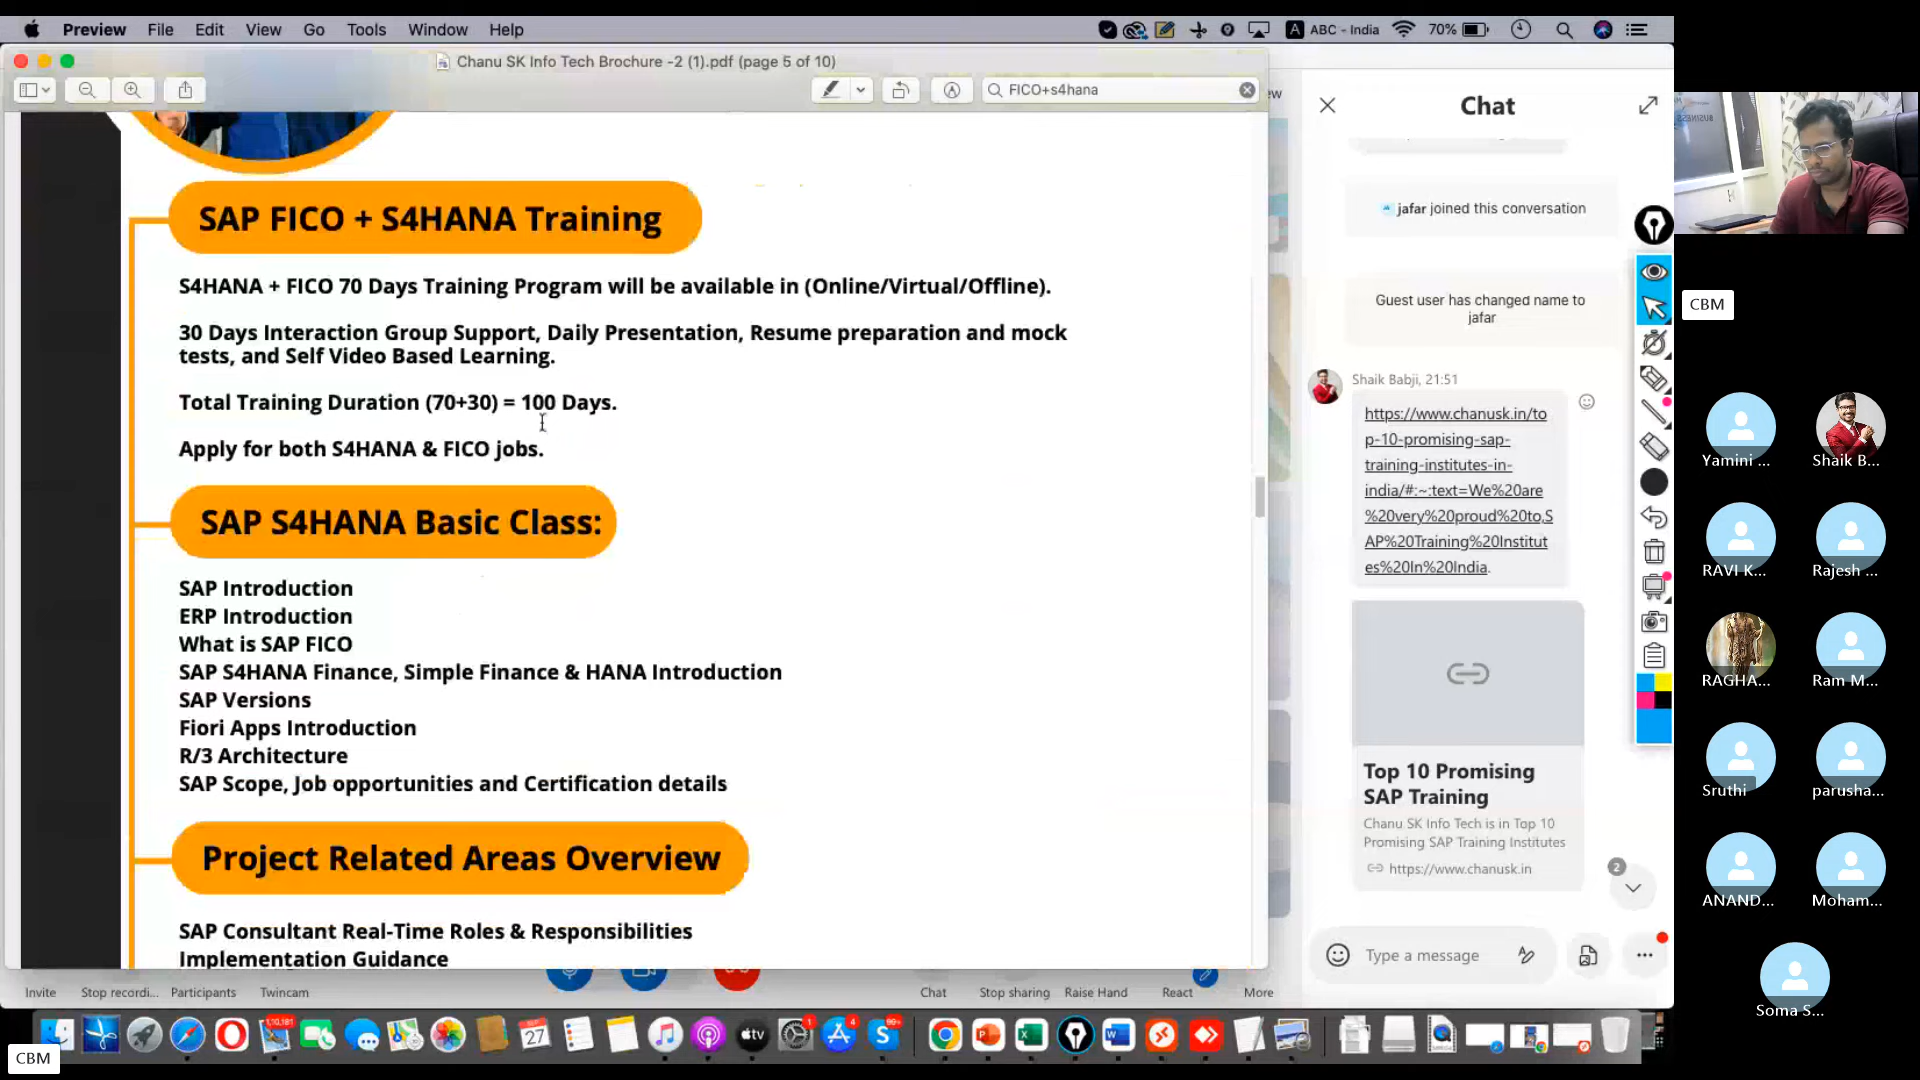 Preview File Edit View Go Tools Window Help
A ABC - India 70%
Chanu SK Info Tech Brochure -2 (1).pdf (page 5 of 10)
FICO+s4hana
ew
SAP FICO + S4HANA Training
S4HANA + FICO 70 Days Training Program will be available in (Online/Virtual/Offline).
30 Days Interaction Group Support, Daily Presentation, Resume preparation and mock
tests, and Self Video Based Learning.
Total Training Duration (70+30) = 100 Days.
Apply for both S4HANA & FICO jobs.
SAP S4HANA Basic Class:
SAP Introduction
ERP Introduction
What is SAP FICO
SAP S4HANA Finance, Simple Finance & HANA Introduction
SAP Versions
Fiori Apps Introduction
R/3 Architecture
SAP Scope, Job opportunities and Certification details
Project Related Areas Overview
SAP Consultant Real-Time Roles & Responsibilities
Implementation Guidance
Chat
jafar joined this conversation
Guest user has changed name to
jafar
Shaik Babji, 21:51
https://www.chanusk.in/to
p-10-promising-sap-
training-institutes-in-
india/#:~:text=We%20are
%20very%20proud%20to,S
AP%20Training%20Institut
es%20In%20India.
Top 10 Promising
SAP Training
Chanu SK Info Tech is in Top 10
Promising SAP Training Institutes
https://www.chanusk.in
2
Type a message
Invite Stop recordi... Participants Twincam Chat Stop sharing Raise Hand React More
SEP
27
tv
CBM
CBM
Yamini ... Shaik B...
RAVI K... Rajesh ...
RAGHA... Ram M...
Sruthi parusha...
ANAND... Moham...
Soma S...